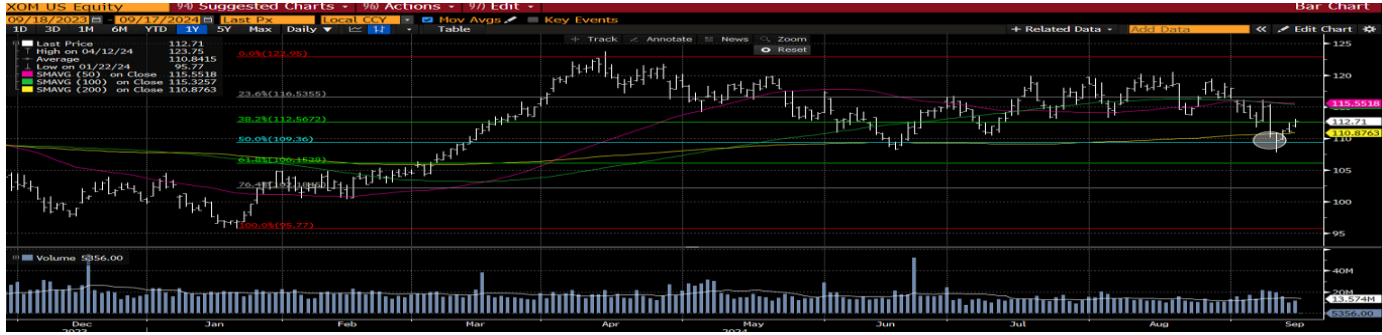 XOM US Equity 94) Suggested Charts 96) Actions 97) Edit Bar Chart
09/18/2023 - 09/17/2024 Last Px Local CCY Mov Avgs Key Events
1D 3D 1M 6M YTD 1Y 5Y Max Daily Table + Related Data Add Data « Edit Chart
+ Track Annotate News Zoom
Reset
Last Price 112.71
High on 04/12/24 123.75
Average 110.8415
Low on 01/22/24 95.77
SMAVG (50) on Close 115.5518
SMAVG (100) on Close 115.3257
SMAVG (200) on Close 110.8763
0.0%(122.95)
23.6%(116.5355)
38.2%(112.5672)
50.0%(109.36)
61.8%(106.1528)
100.0%(95.77)
125
120
115.5518
112.71
110.8763
110
105
100
95
Volume 5356.00
40M
20M
13.574M
5356.00
Dec Jan Feb Mar Apr May Jun Jul Aug Sep
2023 2024